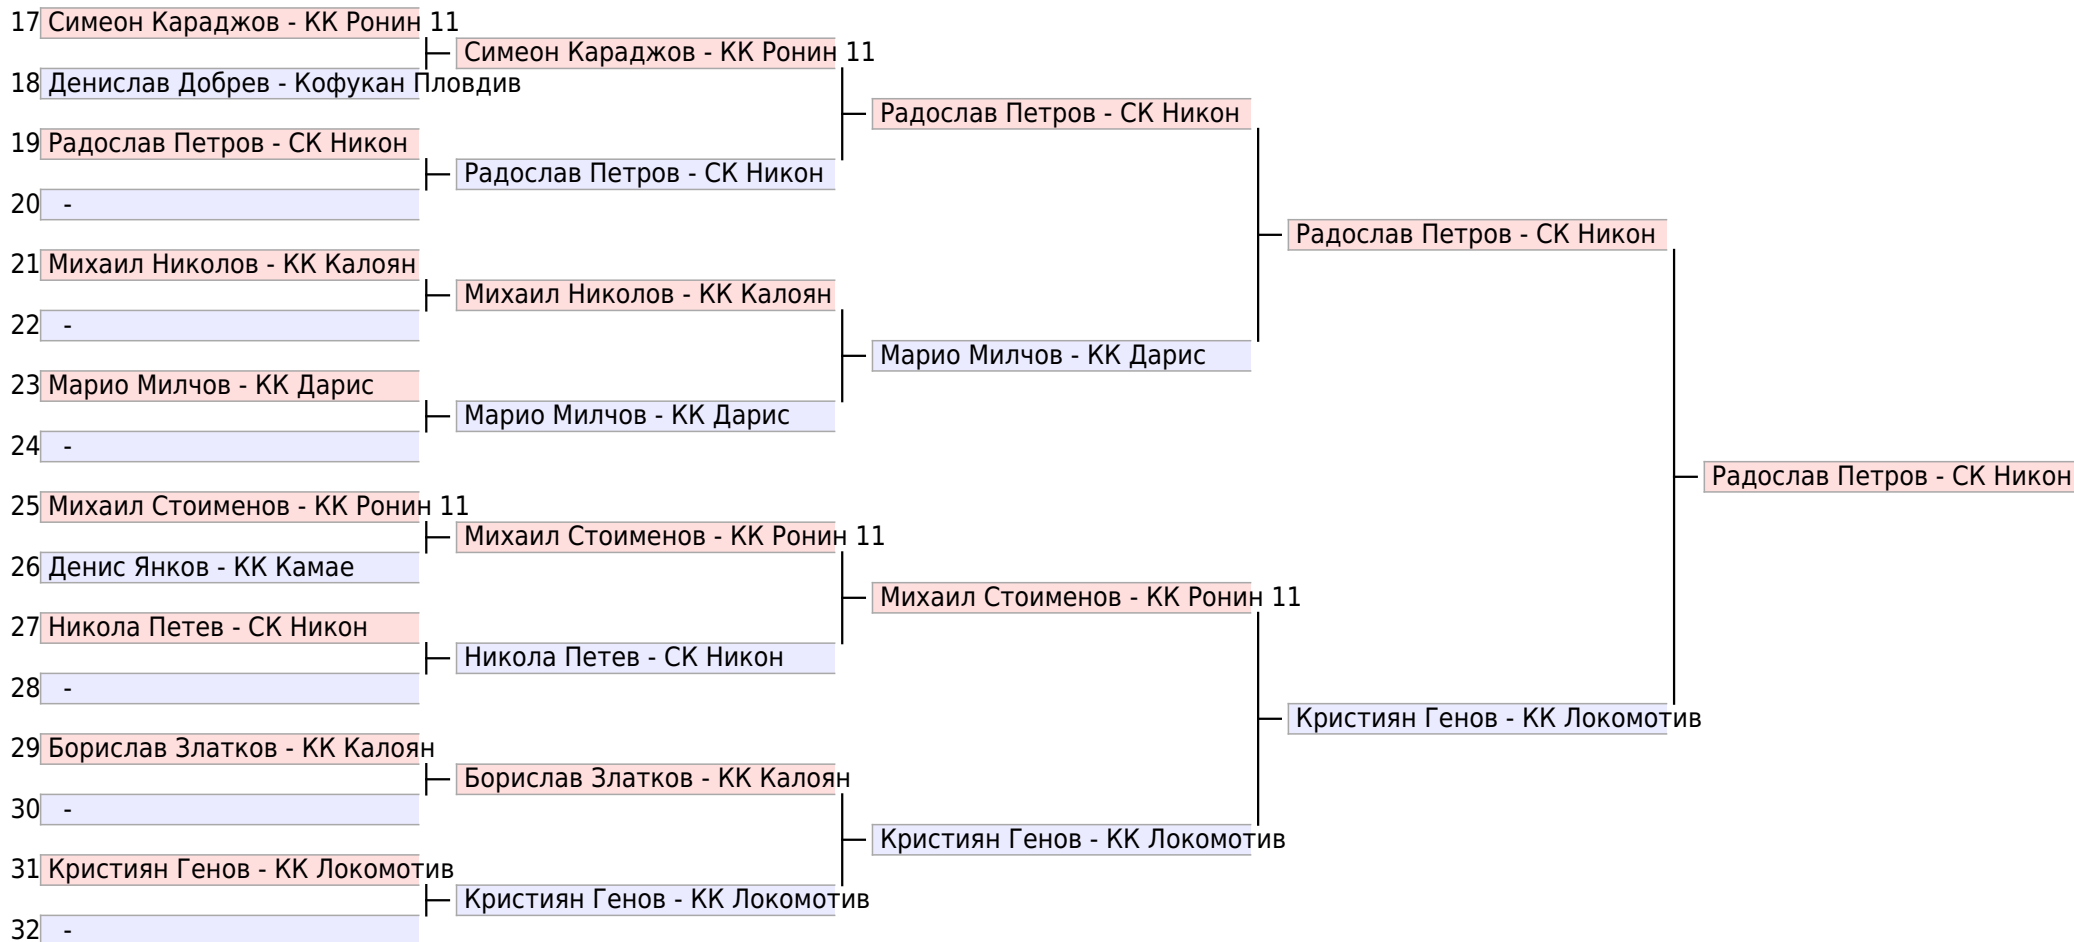 17 Симеон Караджов - КК Ронин 11
Симеон Караджов - КК Ронин 11
18 Денислав Добрев - Кофукан Пловдив
Радослав Петров - СК Никон
19 Радослав Петров - СК Никон
Радослав Петров - СК Никон
20 -
Радослав Петров - СК Никон
21 Михаил Николов - КК Калоян
Михаил Николов - КК Калоян
22 -
Марио Милчов - КК Дарис
23 Марио Милчов - КК Дарис
Марио Милчов - КК Дарис
24 -
Радослав Петров - СК Никон
25 Михаил Стоименов - КК Ронин 11
Михаил Стоименов - КК Ронин 11
26 Денис Янков - КК Камае
Михаил Стоименов - КК Ронин 11
27 Никола Петев - СК Никон
Никола Петев - СК Никон
28 -
Кристиян Генов - КК Локомотив
29 Борислав Златков - КК Калоян
Борислав Златков - КК Калоян
30 -
Кристиян Генов - КК Локомотив
31 Кристиян Генов - КК Локомотив
Кристиян Генов - КК Локомотив
32 -